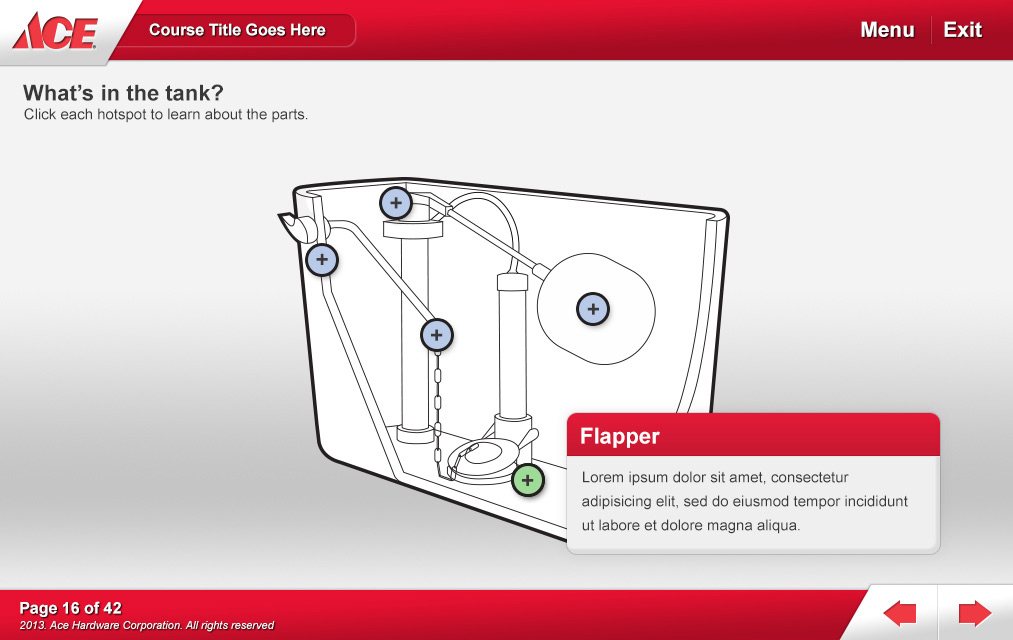 ACE
Course Title Goes Here
Menu
Exit
What's in the tank?
Click each hotspot to learn about the parts.
Flapper
Lorem ipsum dolor sit amet, consectetur
adipisicing elit, sed do eiusmod tempor incididunt
ut labore et dolore magna aliqua.
Page 16 of 42
2013. Ace Hardware Corporation. All rights reserved